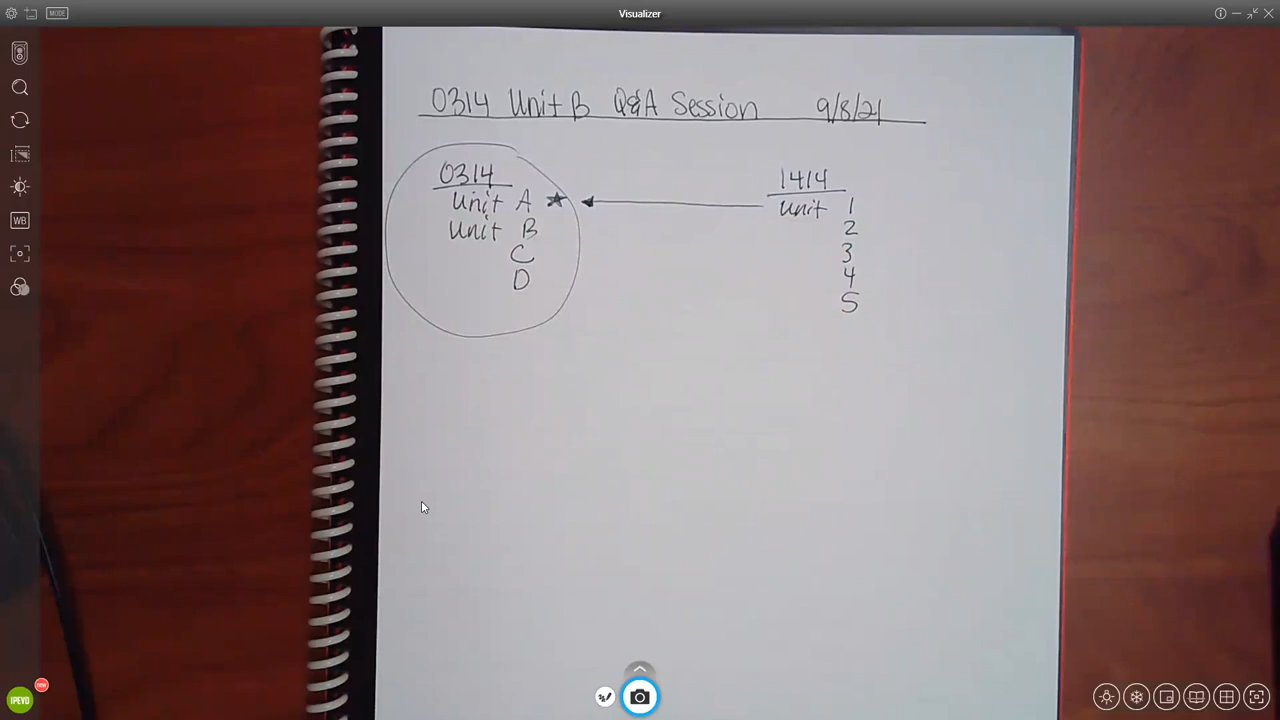 Visualizer
MODE
WB
0314 Unit B Q&A Session 9/8/21
0314
Unit A
Unit B
C
D
1414
Unit 1
2
3
4
5
IPEVO
new